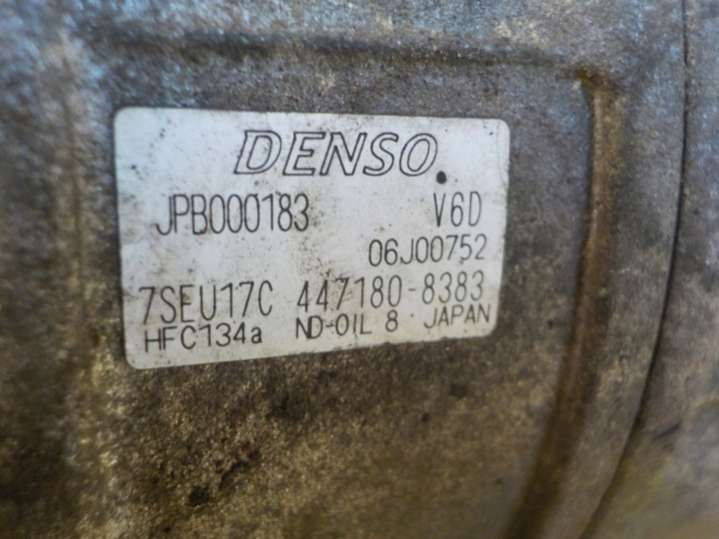 DENSO
JPB000183 V6D
06J00752
7SEU17C 447180-8383
HFC134a ND-OIL 8 JAPAN